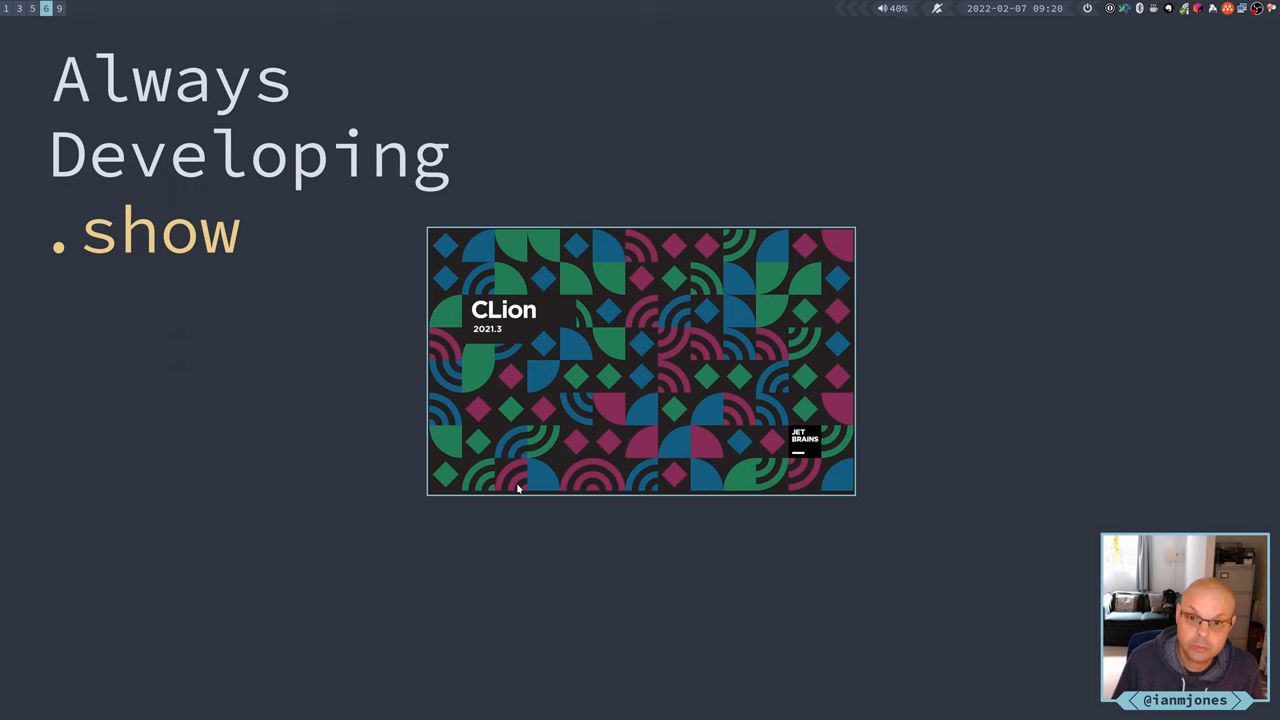 1 3 5 6 9
40%
2022-02-07 09:20
Always
Developing
.show
CLion
2021.3
JET
BRAINS
@ianmjones